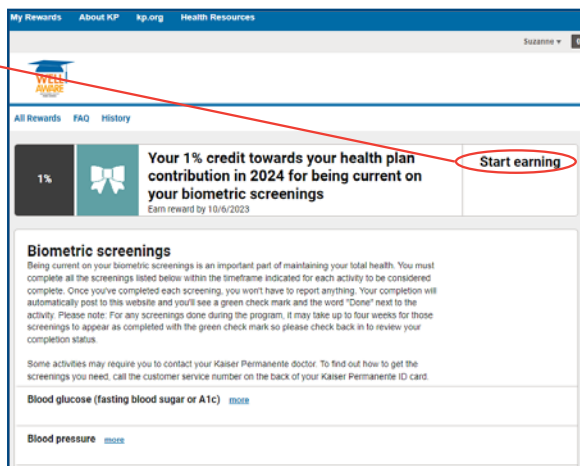 My Rewards About KP kp.org Health Resources
Suzanne
WELL
AWARE
All Rewards FAQ History
1%
Your 1% credit towards your health plan
contribution in 2024 for being current on
your biometric screenings
Earn reward by 10/6/2023
Start earning
Biometric screenings
Being current on your biometric screenings is an important part of maintaining your total health. You must
complete all the screenings listed below within the timeframe indicated for each activity to be considered
complete. Once you've completed each screening, you won't have to report anything. Your completion will
automatically post to this website and you'll see a green check mark and the word "Done" next to the
activity. Please note: For any screenings done during the program, it may take up to four weeks for those
screenings to appear as completed with the green check mark so please check back in to review your
completion status.
Some activities may require you to contact your Kaiser Permanente doctor. To find out how to get the
screenings you need, call the customer service number on the back of your Kaiser Permanente ID card.
Blood glucose (fasting blood sugar or A1c) more
Blood pressure more